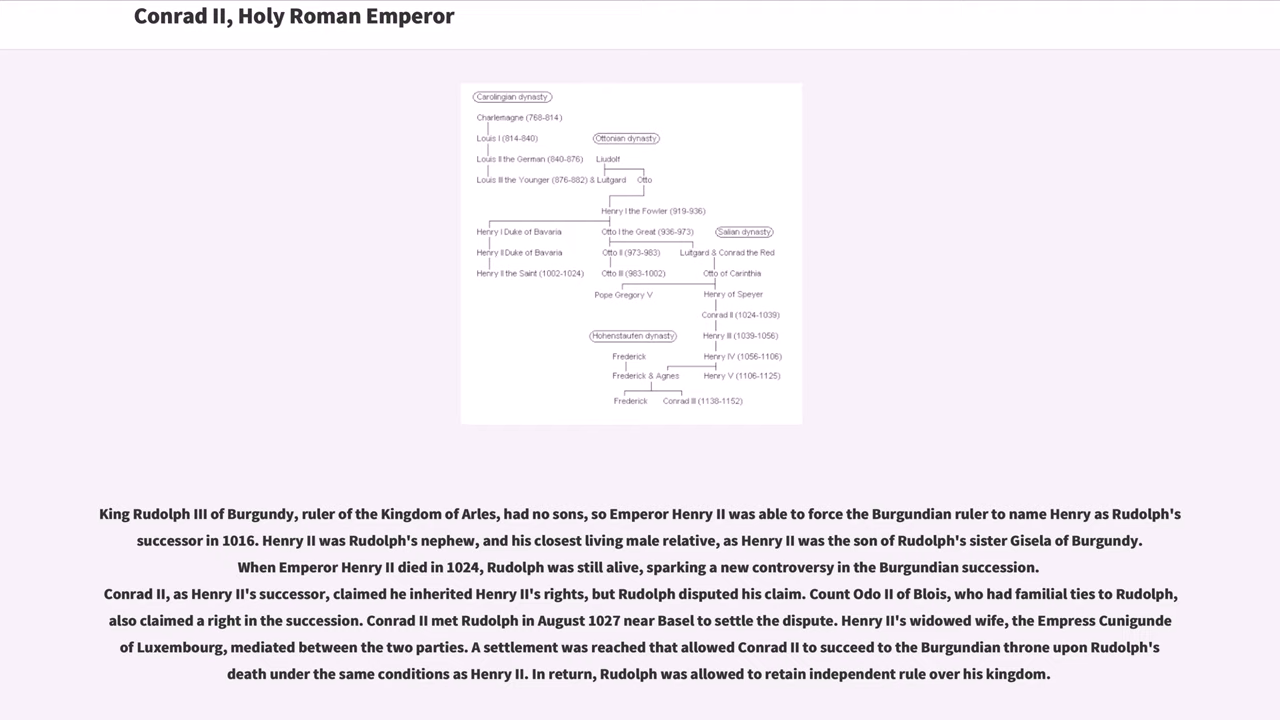 Conrad II, Holy Roman Emperor
Carolingian dynasty
Charlemagne (768-814)
Louis I (814-840)
Ottonian dynasty
Louis II the German (840-876)
Liudolf
Louis III the Younger (876-882) & Lutgard
Otto
Henry I the Fowler (919-936)
Henry I Duke of Bavaria
Otto I the Great (936-973)
Salian dynasty
Henry II Duke of Bavaria
Otto II (973-983)
Lutgard & Conrad the Red
Henry II the Saint (1002-1024)
Otto III (983-1002)
Otto of Carinthia
Pope Gregory V
Henry of Speyer
Conrad II (1024-1039)
Hohenstaufen dynasty
Henry III (1039-1056)
Frederick
Henry IV (1056-1106)
Frederick & Agnes
Henry V (1106-1125)
Frederick
Conrad III (1138-1152)
King Rudolph III of Burgundy, ruler of the Kingdom of Arles, had no sons, so Emperor Henry II was able to force the Burgundian ruler to name Henry as Rudolph's
successor in 1016. Henry II was Rudolph's nephew, and his closest living male relative, as Henry II was the son of Rudolph's sister Gisela of Burgundy.
When Emperor Henry II died in 1024, Rudolph was still alive, sparking a new controversy in the Burgundian succession.
Conrad II, as Henry II's successor, claimed he inherited Henry II's rights, but Rudolph disputed his claim. Count Odo II of Blois, who had familial ties to Rudolph,
also claimed a right in the succession. Conrad II met Rudolph in August 1027 near Basel to settle the dispute. Henry II's widowed wife, the Empress Cunigunde
of Luxembourg, mediated between the two parties. A settlement was reached that allowed Conrad II to succeed to the Burgundian throne upon Rudolph's
death under the same conditions as Henry II. In return, Rudolph was allowed to retain independent rule over his kingdom.